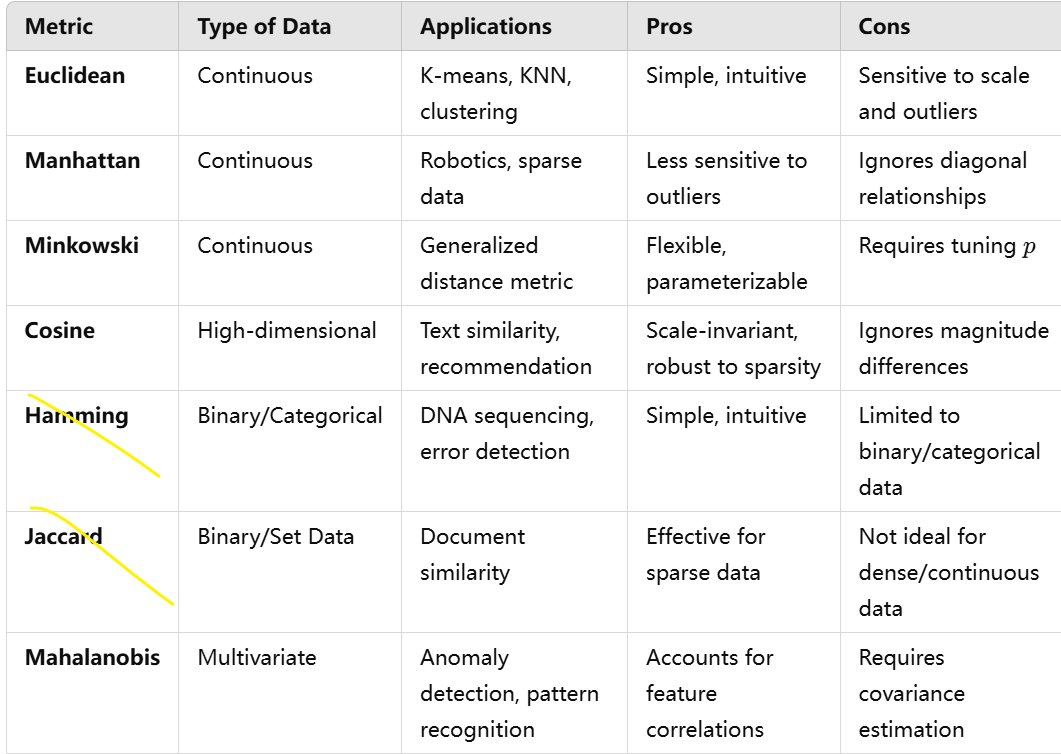 Metric Type of Data Applications Pros Cons
Euclidean Continuous K-means, KNN, Simple, intuitive Sensitive to scale
clustering and outliers
Manhattan Continuous Robotics, sparse Less sensitive to Ignores diagonal
data outliers relationships
Minkowski Continuous Generalized Flexible, Requires tuning p
distance metric parameterizable
Cosine High-dimensional Text similarity, Scale-invariant, Ignores magnitude
recommendation robust to sparsity differences
Hamming Binary/Categorical DNA sequencing, Simple, intuitive Limited to
error detection binary/categorical
data
Jaccard Binary/Set Data Document Effective for Not ideal for
similarity sparse data dense/continuous
data
Mahalanobis Multivariate Anomaly Accounts for Requires
detection, pattern feature covariance
recognition correlations estimation